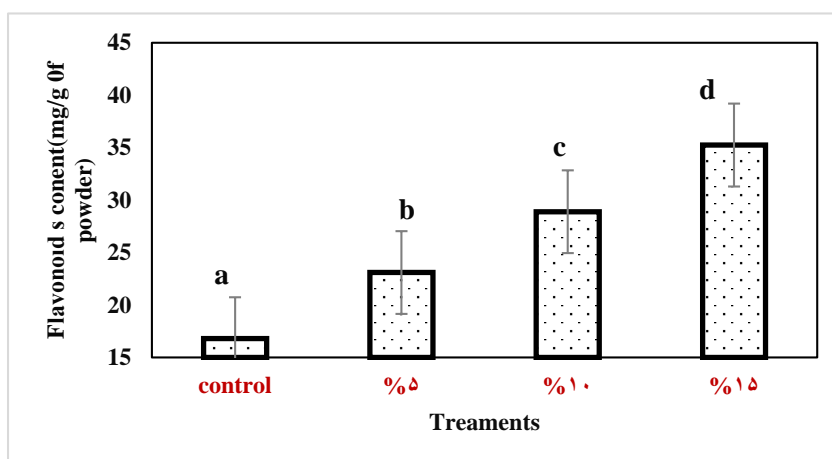 Flavonoid s conent(mg/g 0f
powder)
45
40
35
30
25
20
15
a
b
c
d
control
%۵
%۱۰
%۱۵
Treaments